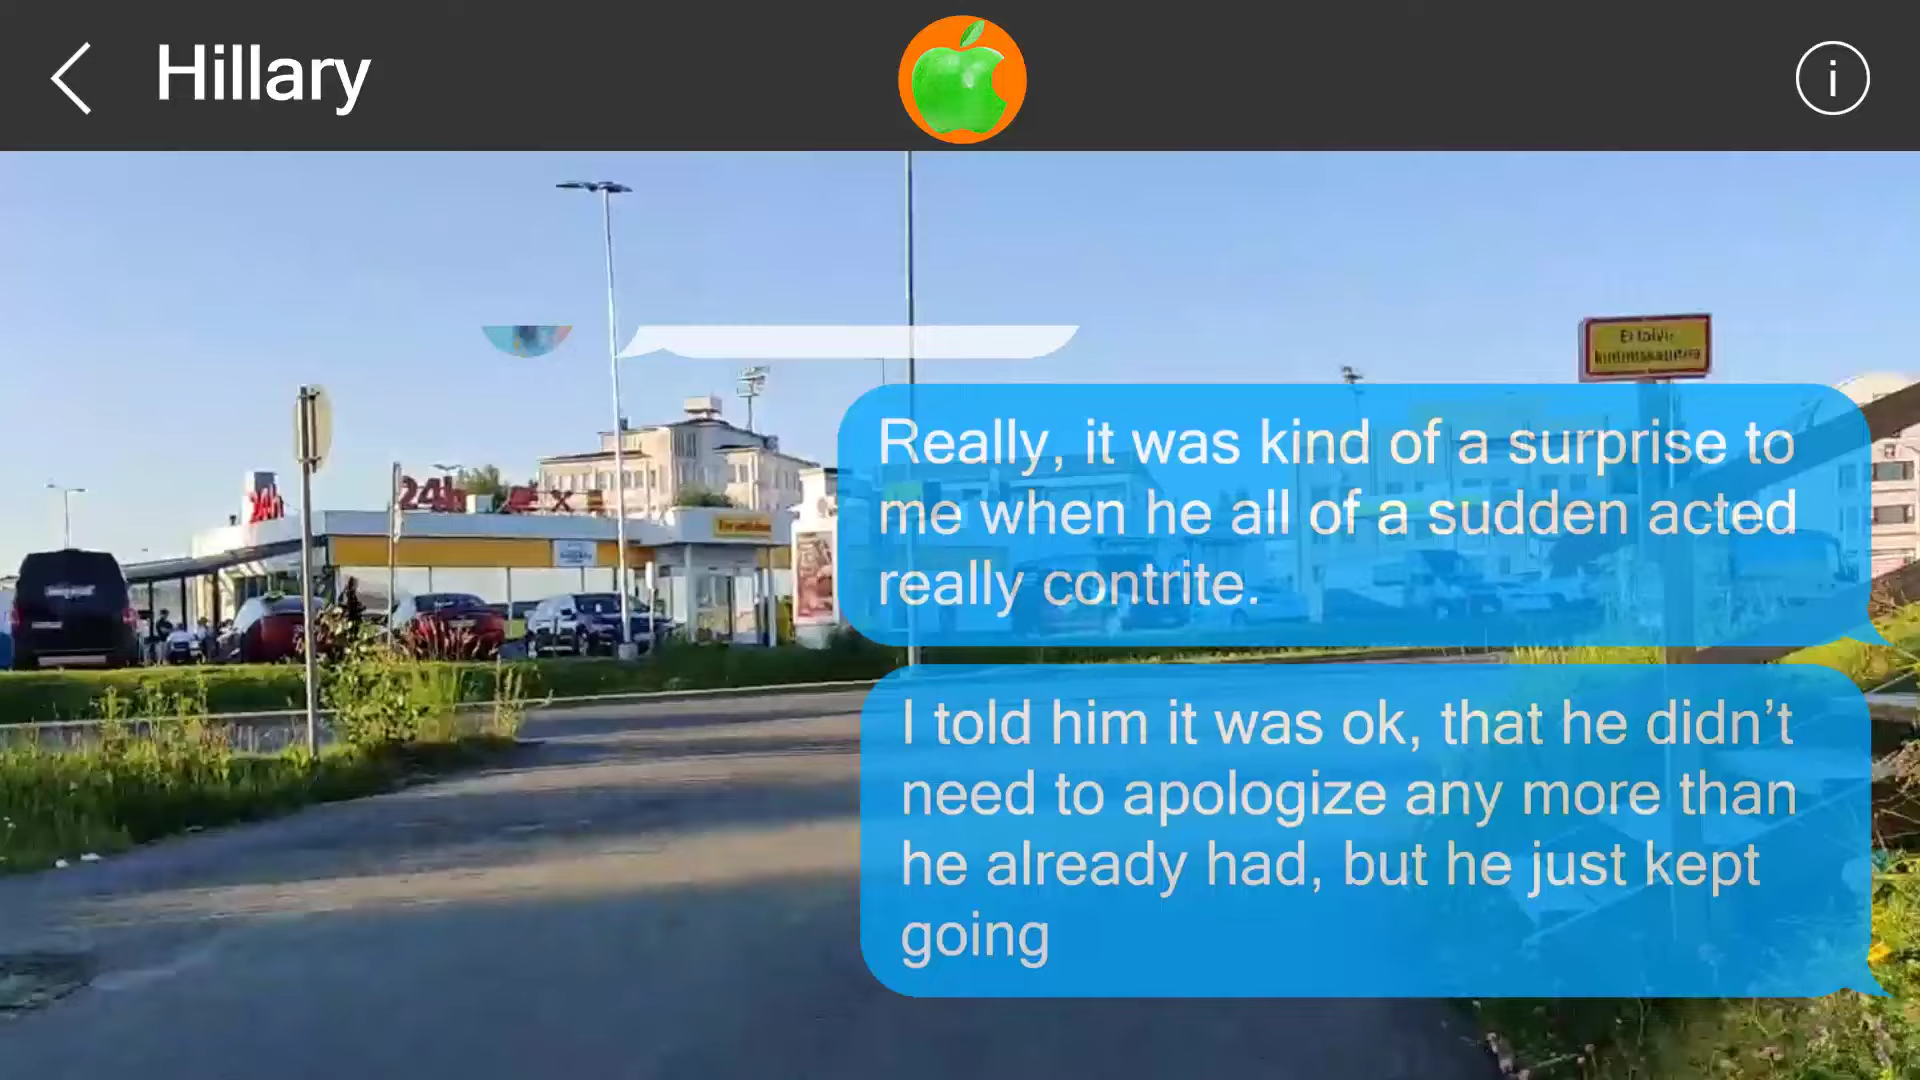 Hillary
i
Ei talvi-
kunnossapitoa
24h
24h
Really, it was kind of a surprise to
me when he all of a sudden acted
really contrite.
I told him it was ok, that he didn’t
need to apologize any more than
he already had, but he just kept
going